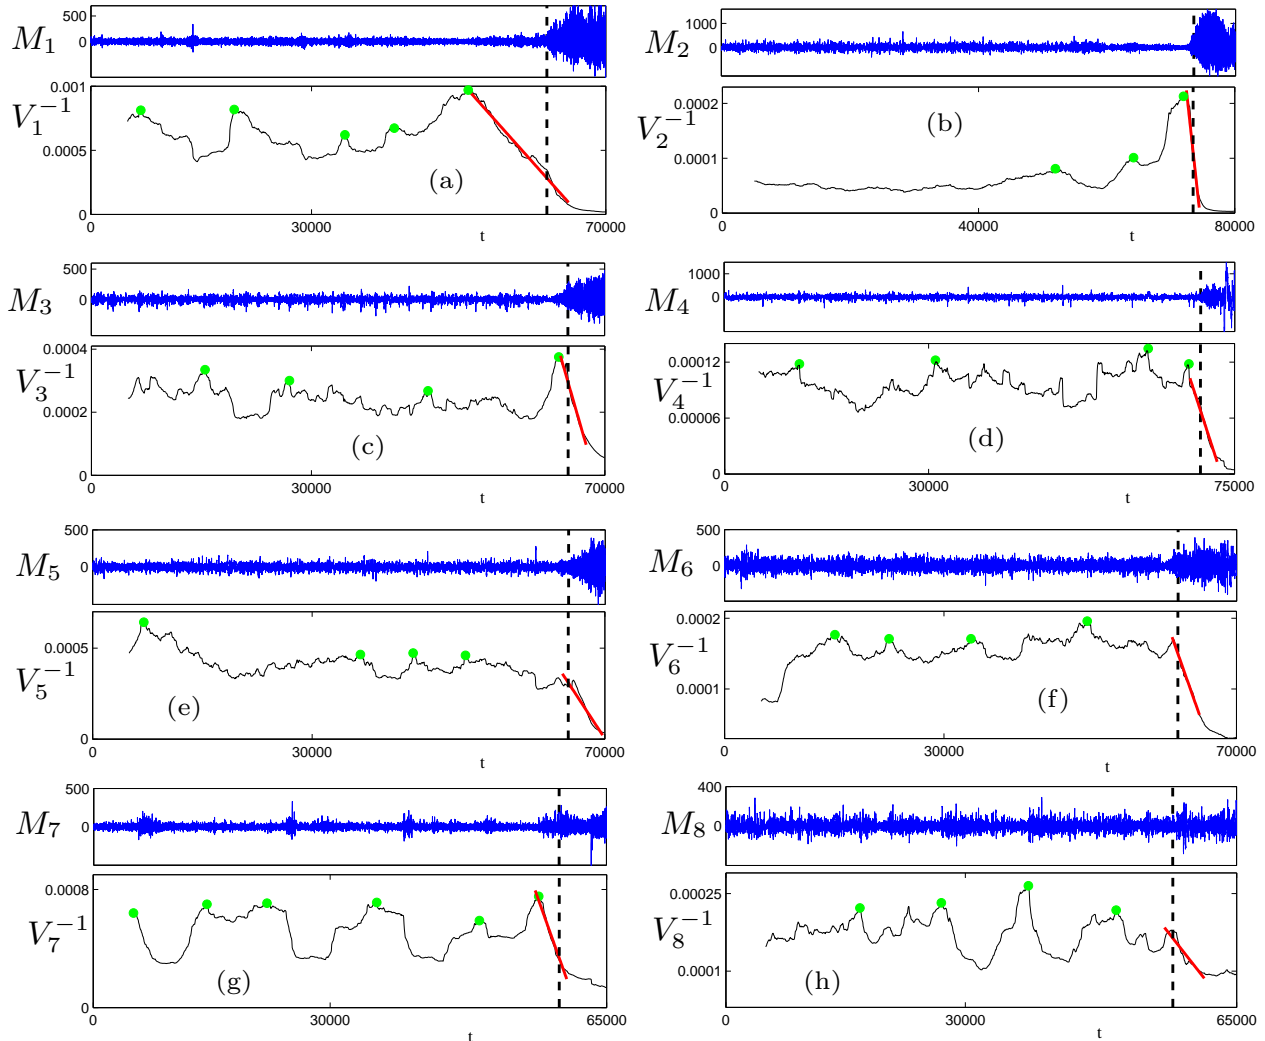 M1 500 0
V1^-1 0.001 0.0005 0
(a)
0 30000 t 70000
M2 1000 0
V2^-1 0.0002 0.0001 0
(b)
0 40000 t 80000
M3 500 0
V3^-1 0.0004 0.0002 0
(c)
0 30000 t 70000
M4 1000 0
V4^-1 0.00012 0.00006 0
(d)
0 30000 t 75000
M5 500 0
V5^-1 0.0005 0
(e)
0 30000 t 70000
M6 500 0
V6^-1 0.0002 0.0001
(f)
0 30000 t 70000
M7 500 0
V7^-1 0.0008 0
(g)
0 30000 t 65000
M8 400 0
V8^-1 0.00025 0.0001
(h)
0 30000 t 65000